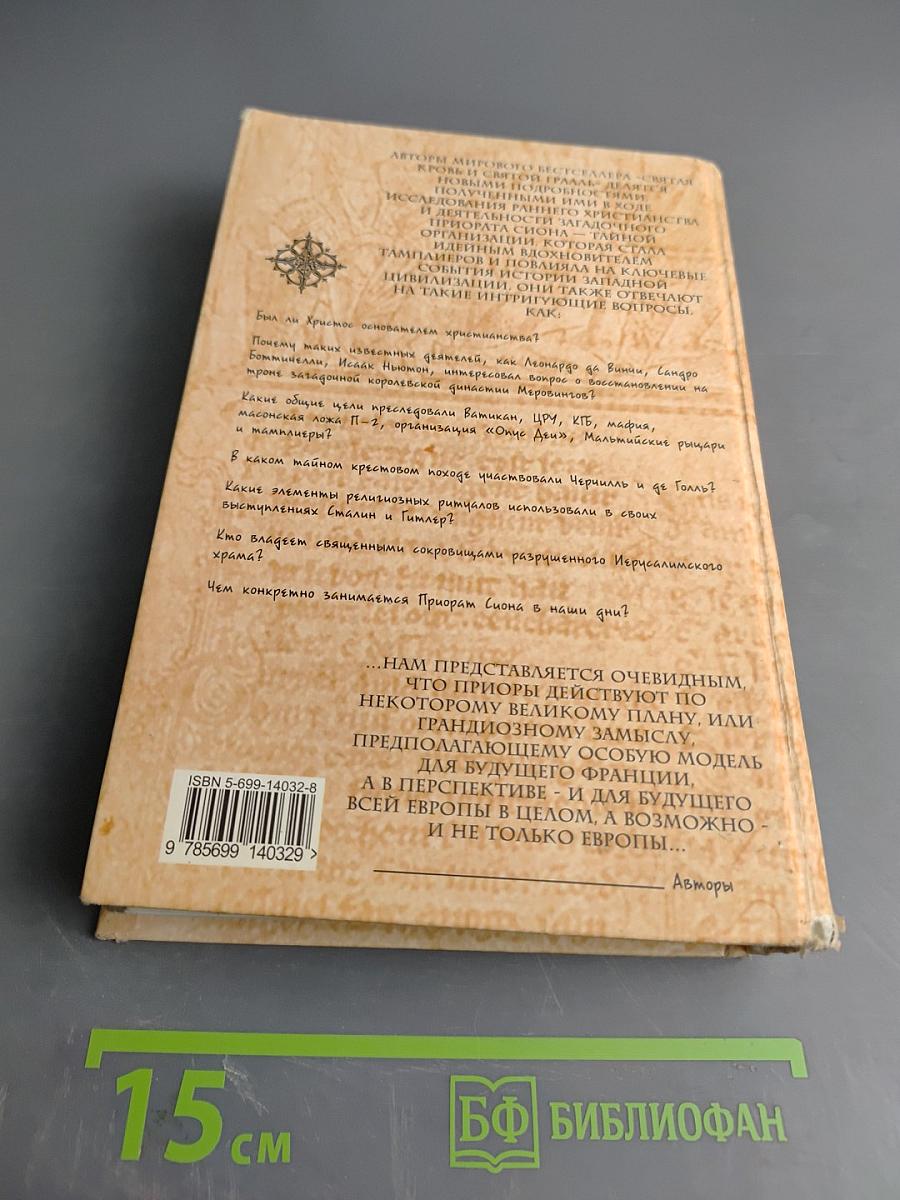 АВТОРЫ МИРОВОГО БЕСТСЕЛЛЕРА «СВЯТАЯ
КРОВЬ И СВЯТОЙ ГРААЛЬ» ДЕЛЯТСЯ
НОВЫМИ ПОДРОБНОСТЯМИ,
ПОЛУЧЕННЫМИ ИМИ В ХОДЕ
ИССЛЕДОВАНИЯ РАННЕГО ХРИСТИАНСТВА
И ДЕЯТЕЛЬНОСТИ ЗАГАДОЧНОГО
ПРИОРАТА СИОНА — ТАЙНОЙ
ОРГАНИЗАЦИИ, КОТОРАЯ СТАЛА
ИДЕЙНЫМ ВДОХНОВИТЕЛЕМ
ТАМПЛИЕРОВ И ПОВЛИЯЛА НА КЛЮЧЕВЫЕ
СОБЫТИЯ ИСТОРИИ ЗАПАДНОЙ
ЦИВИЛИЗАЦИИ. ОНИ ТАКЖЕ ОТВЕЧАЮТ
НА ТАКИЕ ИНТРИГУЮЩИЕ ВОПРОСЫ,
КАК:
Был ли Христос основателем христианства?
Почему таких известных деятелей, как Леонардо да Винчи, Сандро
Боттичелли, Исаак Ньютон, интересовал вопрос о восстановлении на
троне загадочной королевской династии Меровингов?
Какие общие цели преследовали Ватикан, ЦРУ, КГБ, мафия,
масонская ложа П-2, организация «Опус Деи», Мальтийские рыцари
и тамплиеры?
В каком тайном крестовом походе участвовали Черчилль и де Голль?
Какие элементы религиозных ритуалов использовали в своих
выступлениях Сталин и Гитлер?
Кто владеет священными сокровищами разрушенного Иерусалимского
храма?
Чем конкретно занимается Приорат Сиона в наши дни?
...НАМ ПРЕДСТАВЛЯЕТСЯ ОЧЕВИДНЫМ,
ЧТО ПРИОРЫ ДЕЙСТВУЮТ ПО
НЕКОТОРОМУ ВЕЛИКОМУ ПЛАНУ, ИЛИ
ГРАНДИОЗНОМУ ЗАМЫСЛУ,
ПРЕДПОЛАГАЮЩЕМУ ОСОБУЮ МОДЕЛЬ
ДЛЯ БУДУЩЕГО ФРАНЦИИ,
А В ПЕРСПЕКТИВЕ - И ДЛЯ БУДУЩЕГО
ВСЕЙ ЕВРОПЫ В ЦЕЛОМ, А ВОЗМОЖНО -
И НЕ ТОЛЬКО ЕВРОПЫ...
Авторы
ISBN 5-699-14032-8
9 785699 140329 >
15 СМ
БФ БИБЛИОФАН